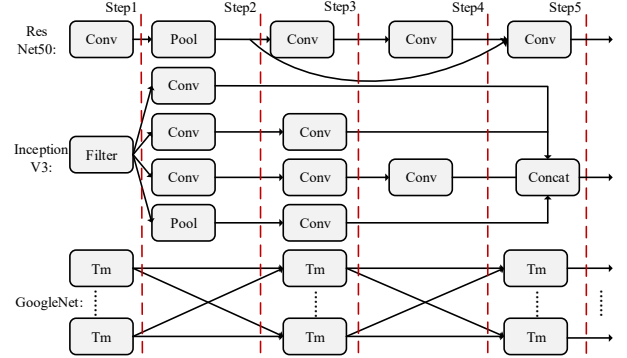 Step1 Step2 Step3 Step4 Step5
Res
Net50:
Conv Pool Conv Conv Conv
Conv
Conv Conv
Inception
V3:
Filter
Conv Conv Conv Concat
Pool Conv
Tm Tm Tm
GoogleNet:
Tm Tm Tm